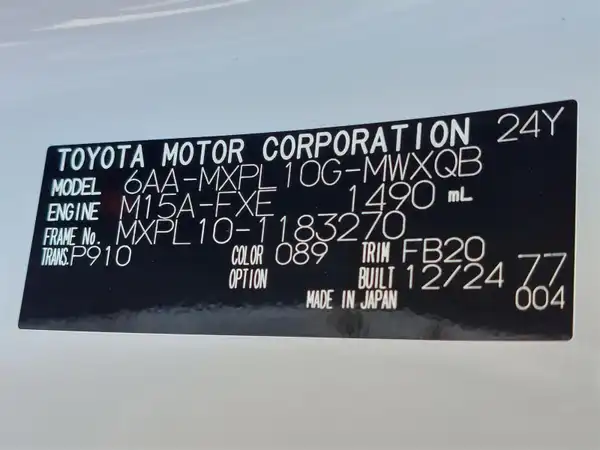 TOYOTA MOTOR CORPORATION 24Y
MODEL 6AA-MXPL10G-MWXQB
ENGINE M15A-FXE 1490 mL
FRAME No. MXPL10-1183270
TRANS. P910 COLOR 089 TRIM FB20
OPTION BUILT 12/24 77
MADE IN JAPAN 004